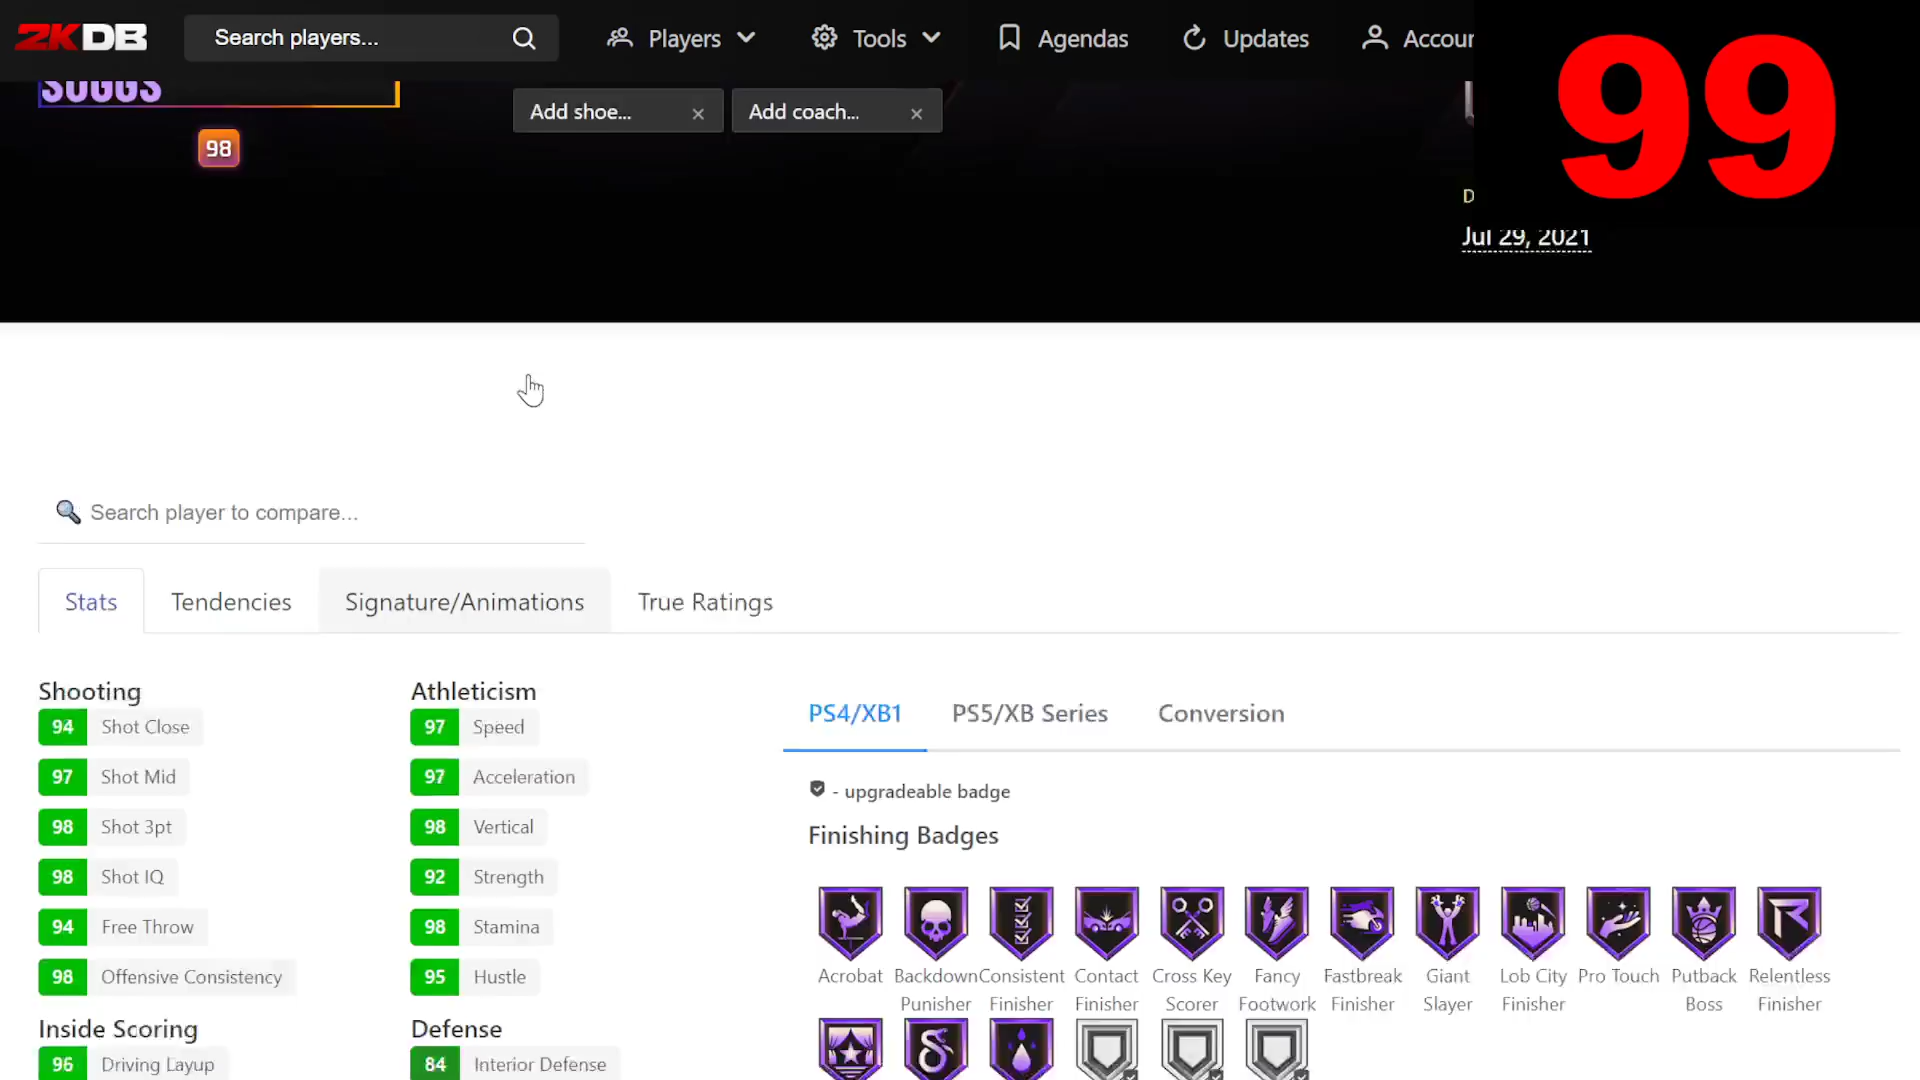 2KDB
Search players...
Players
Tools
Agendas
Updates
Accour
99
SUGGS
Add shoe... ×
Add coach... ×
98
D
Jul 29, 2021
Search player to compare...
Stats
Tendencies
Signature/Animations
True Ratings
Shooting
94 Shot Close
97 Shot Mid
98 Shot 3pt
98 Shot IQ
94 Free Throw
98 Offensive Consistency
Inside Scoring
96 Driving Layup
Athleticism
97 Speed
97 Acceleration
98 Vertical
92 Strength
98 Stamina
95 Hustle
Defense
84 Interior Defense
PS4/XB1
PS5/XB Series
Conversion
- upgradeable badge
Finishing Badges
Acrobat
Backdown
Punisher
Consistent
Finisher
Contact
Finisher
Cross Key
Scorer
Fancy
Footwork
Fastbreak
Finisher
Giant
Slayer
Lob City
Finisher
Pro Touch
Putback
Boss
Relentless
Finisher